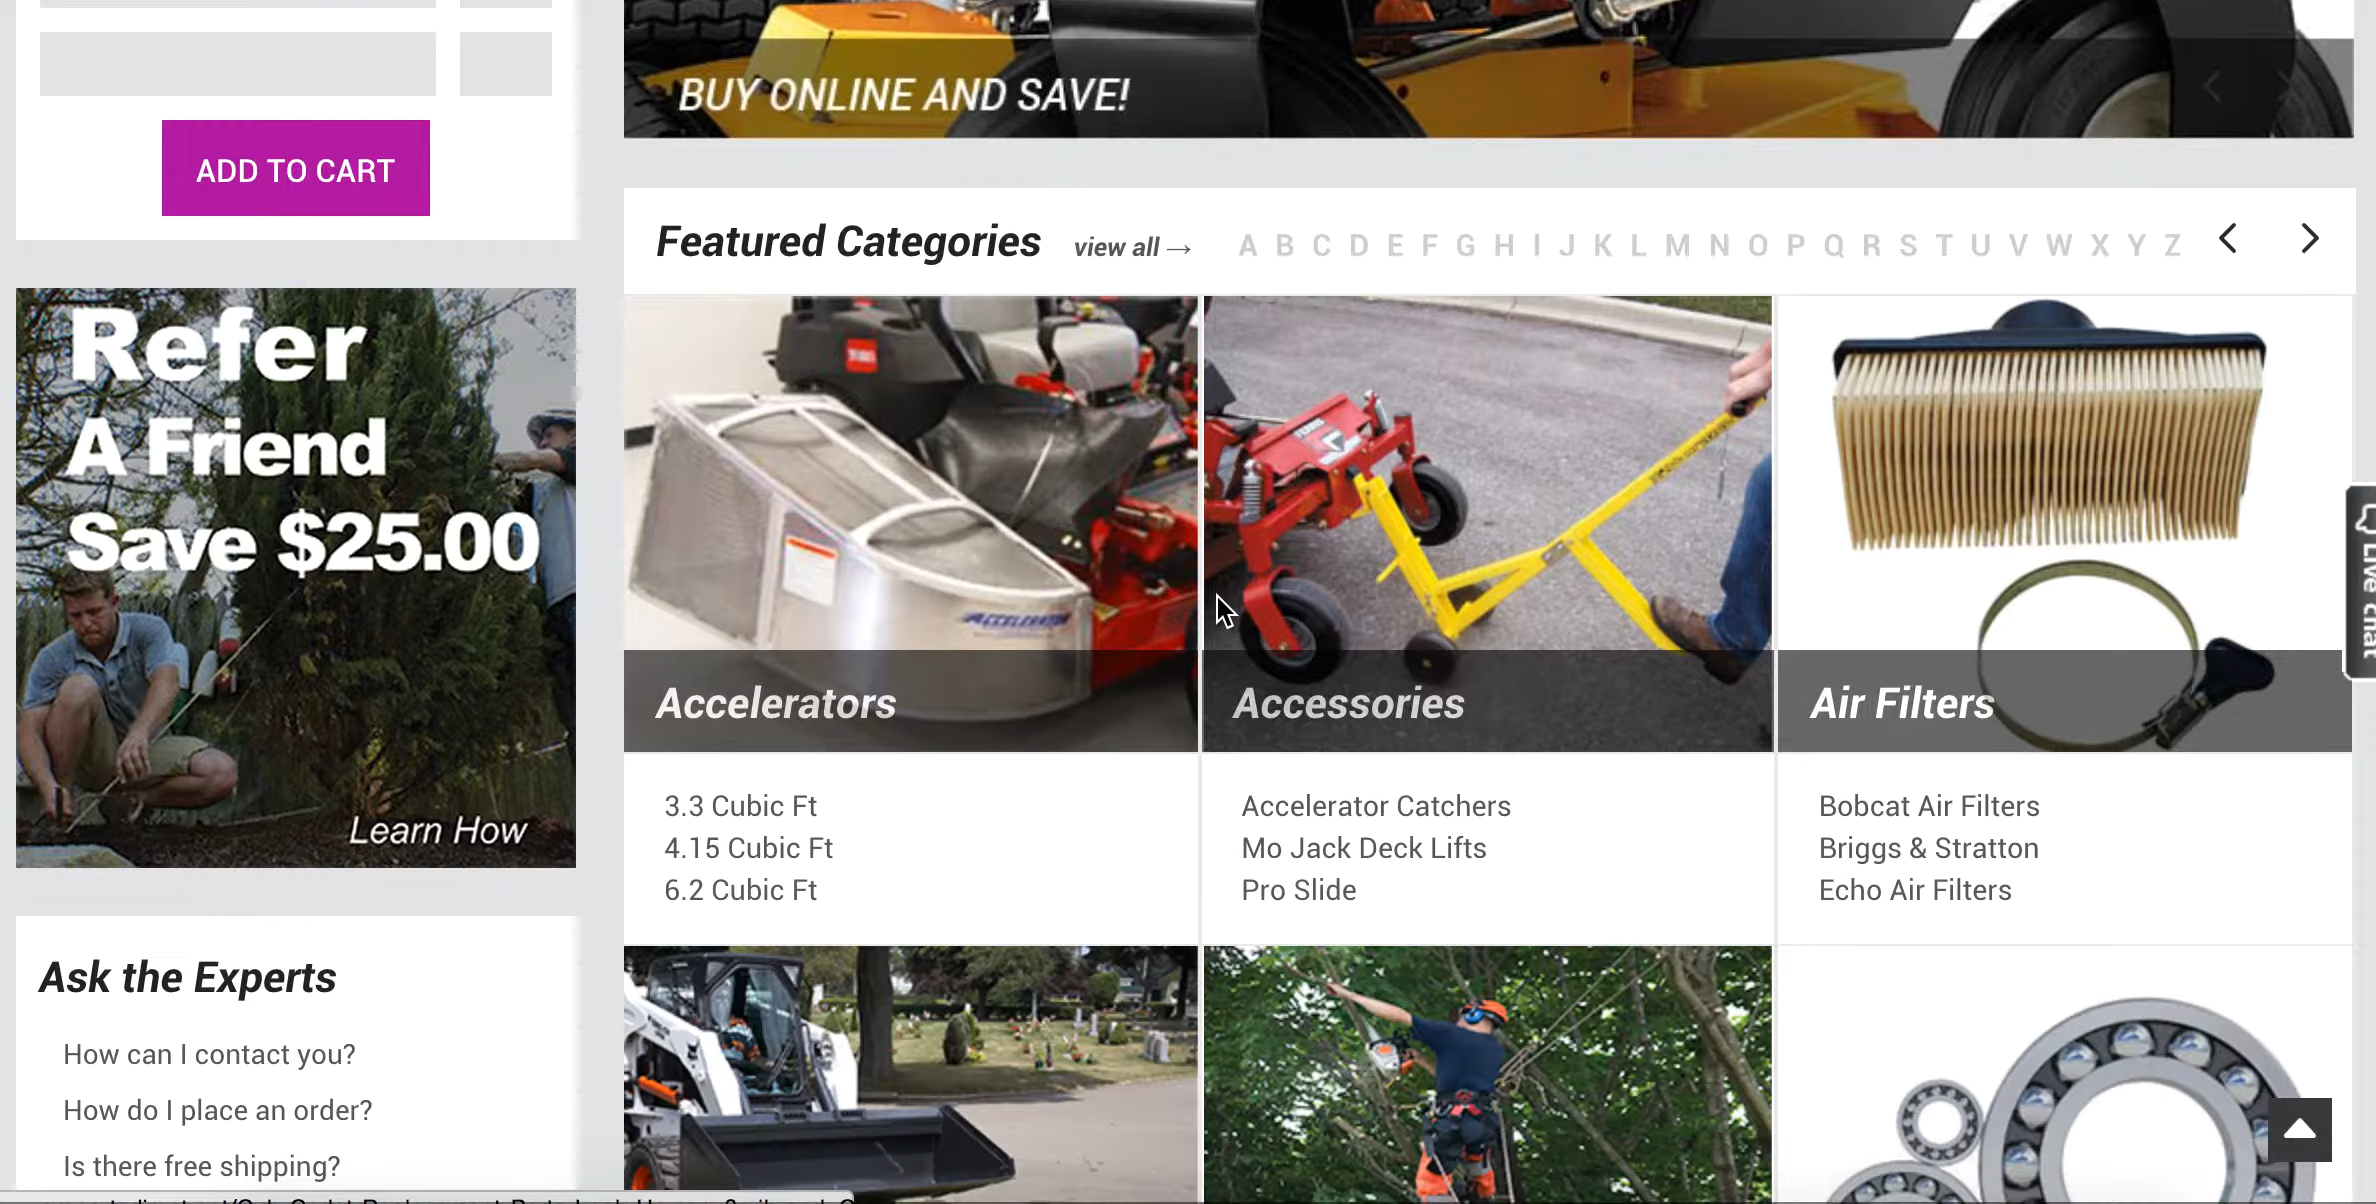 ADD TO CART
Refer
A Friend
Save $25.00
Learn How
Ask the Experts
How can I contact you?
How do I place an order?
Is there free shipping?
BUY ONLINE AND SAVE!
Featured Categories view all → A B C D E F G H I J K L M N O P Q R S T U V W X Y Z
ACCELERATOR
Accelerators
3.3 Cubic Ft
4.15 Cubic Ft
6.2 Cubic Ft
FERRIS
Accessories
Accelerator Catchers
Mo Jack Deck Lifts
Pro Slide
Air Filters
Bobcat Air Filters
Briggs & Stratton
Echo Air Filters
Live chat